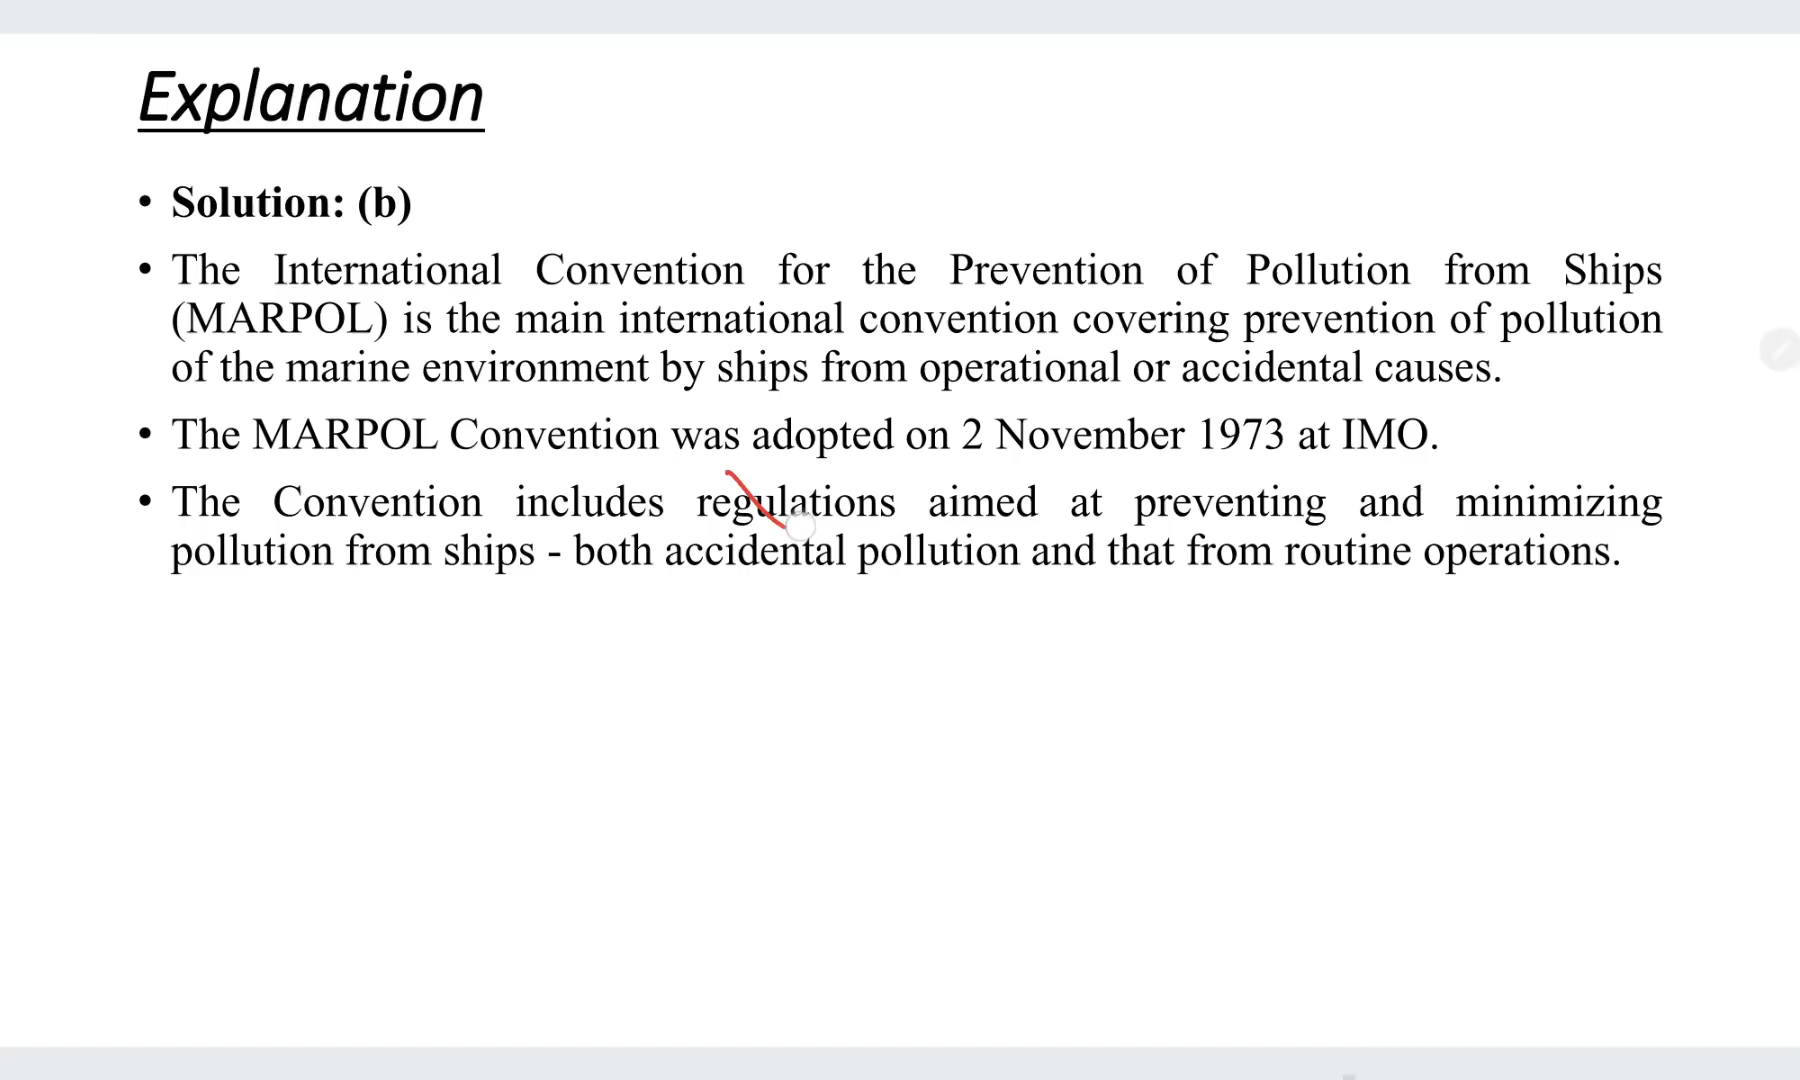 Explanation
• Solution: (b)
• The International Convention for the Prevention of Pollution from Ships
(MARPOL) is the main international convention covering prevention of pollution
of the marine environment by ships from operational or accidental causes.
• The MARPOL Convention was adopted on 2 November 1973 at IMO.
• The Convention includes regulations aimed at preventing and minimizing
pollution from ships - both accidental pollution and that from routine operations.